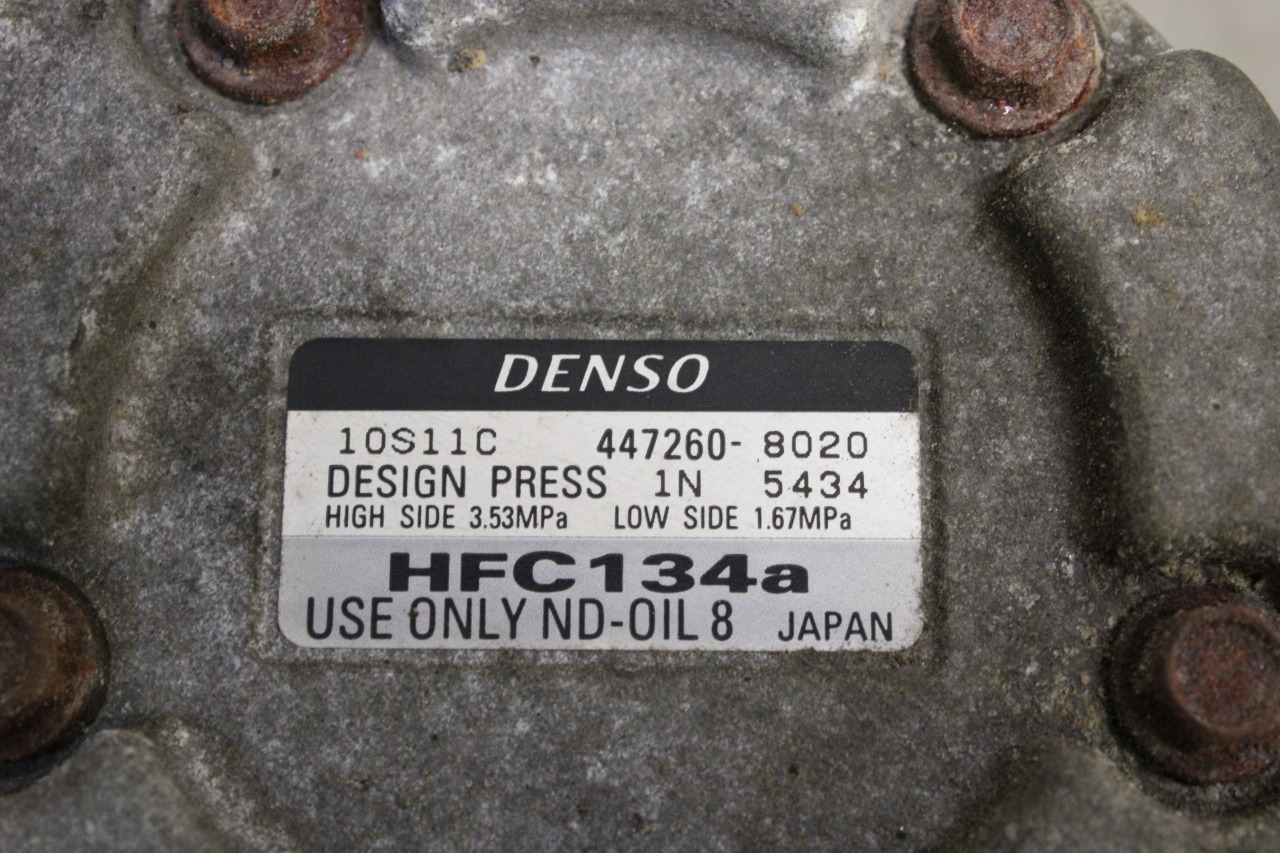 DENSO
10S11C 447260-8020
DESIGN PRESS 1N 5434
HIGH SIDE 3.53MPa LOW SIDE 1.67MPa
HFC134a
USE ONLY ND-OIL 8 JAPAN